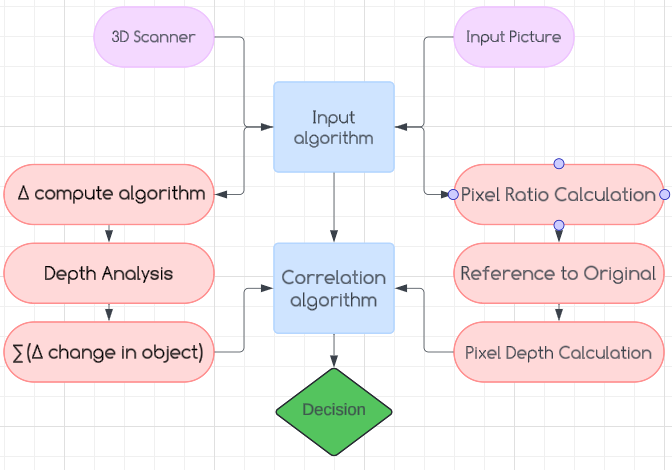 3D Scanner
Input Picture
Input
algorithm
Δ compute algorithm
Pixel Ratio Calculation
Depth Analysis
Correlation
algorithm
Reference to Original
∑(Δ change in object)
Pixel Depth Calculation
Decision